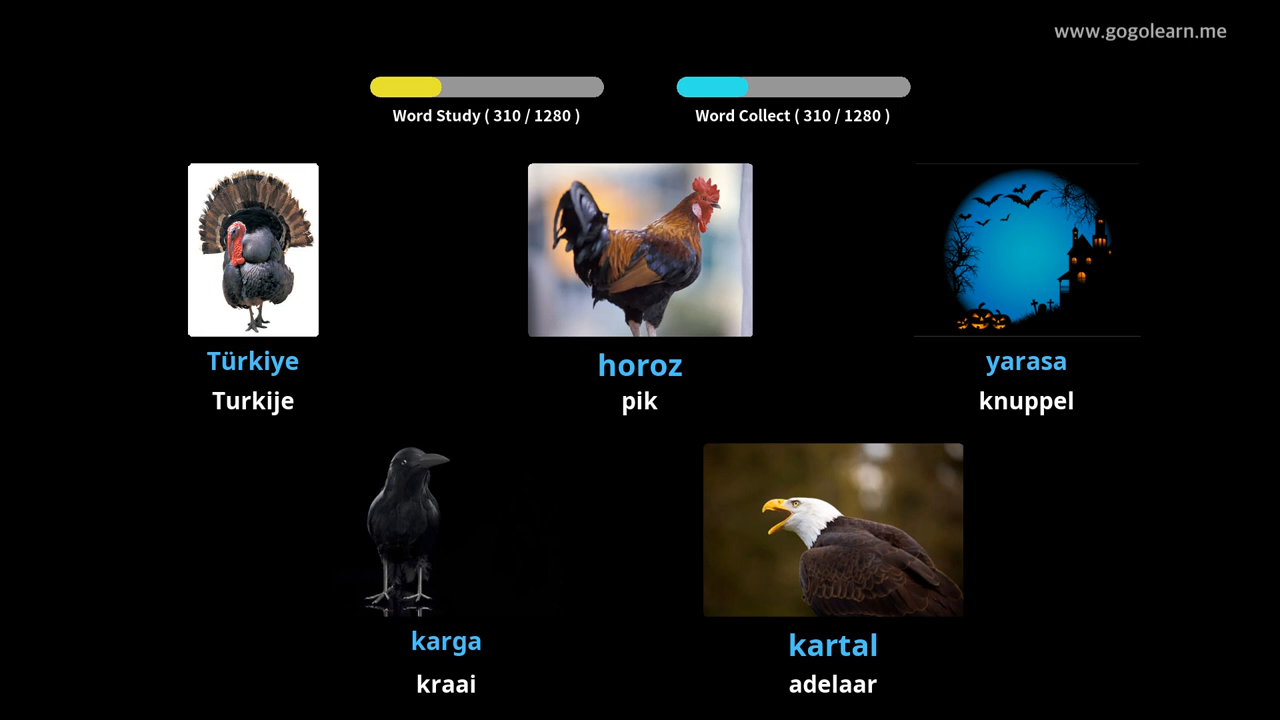 www.gogolearn.me
Word Study ( 310 / 1280 )
Word Collect ( 310 / 1280 )
Türkiye
Turkije
horoz
pik
yarasa
knuppel
karga
kraai
kartal
adelaar